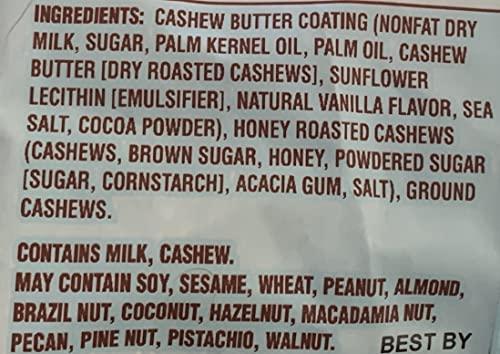 INGREDIENTS: CASHEW BUTTER COATING (NONFAT DRY
MILK, SUGAR, PALM KERNEL OIL, PALM OIL, CASHEW
BUTTER [DRY ROASTED CASHEWS], SUNFLOWER
LECITHIN [EMULSIFIER], NATURAL VANILLA FLAVOR, SEA
SALT, COCOA POWDER), HONEY ROASTED CASHEWS
(CASHEWS, BROWN SUGAR, HONEY, POWDERED SUGAR
[SUGAR, CORNSTARCH], ACACIA GUM, SALT), GROUND
CASHEWS.
CONTAINS MILK, CASHEW.
MAY CONTAIN SOY, SESAME, WHEAT, PEANUT, ALMOND,
BRAZIL NUT, COCONUT, HAZELNUT, MACADAMIA NUT,
PECAN, PINE NUT, PISTACHIO, WALNUT.
BEST BY